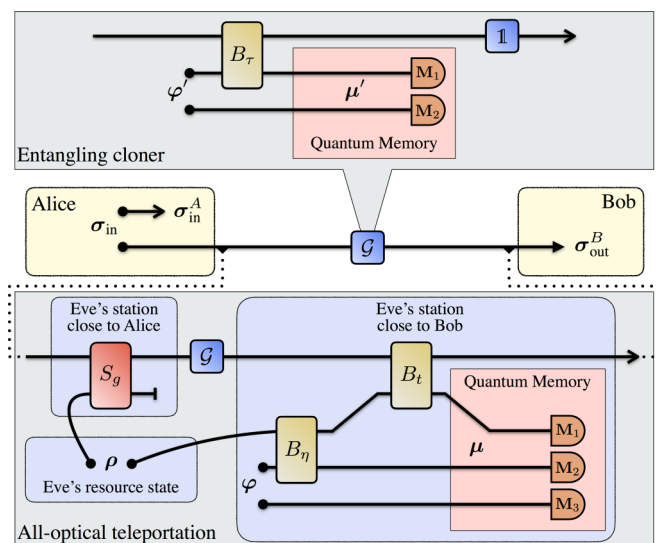 B_τ
𝟙
φ′
μ′
M₁
M₂
Quantum Memory
Entangling cloner
Alice
σ_in
σ_in^A
𝒢
Bob
σ_out^B
Eve's station
close to Alice
S_g
𝒢
Eve's station
close to Bob
B_t
Quantum Memory
ρ
Eve's resource state
B_η
φ
μ
M₁
M₂
M₃
All-optical teleportation